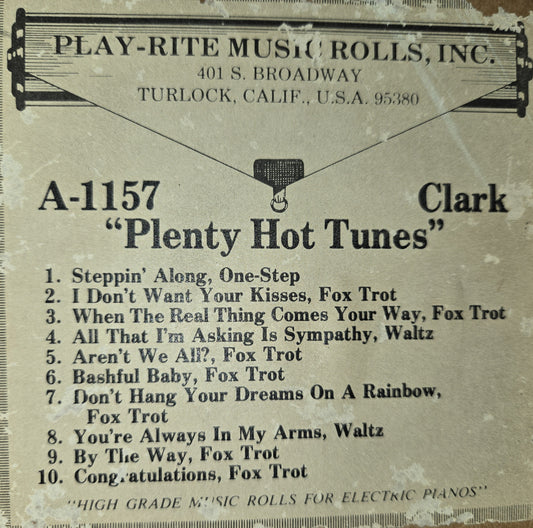 PLAY-RITE MUSIC ROLLS, INC.
401 S. BROADWAY
TURLOCK, CALIF., U.S.A. 95380
A-1157 Clark
"Plenty Hot Tunes"
1. Steppin' Along, One-Step
2. I Don't Want Your Kisses, Fox Trot
3. When The Real Thing Comes Your Way, Fox Trot
4. All That I'm Asking Is Sympathy, Waltz
5. Aren't We All?, Fox Trot
6. Bashful Baby, Fox Trot
7. Don't Hang Your Dreams On A Rainbow,
Fox Trot
8. You're Always In My Arms, Waltz
9. By The Way, Fox Trot
10. Congratulations, Fox Trot
"HIGH GRADE MUSIC ROLLS FOR ELECTRIC PIANOS"